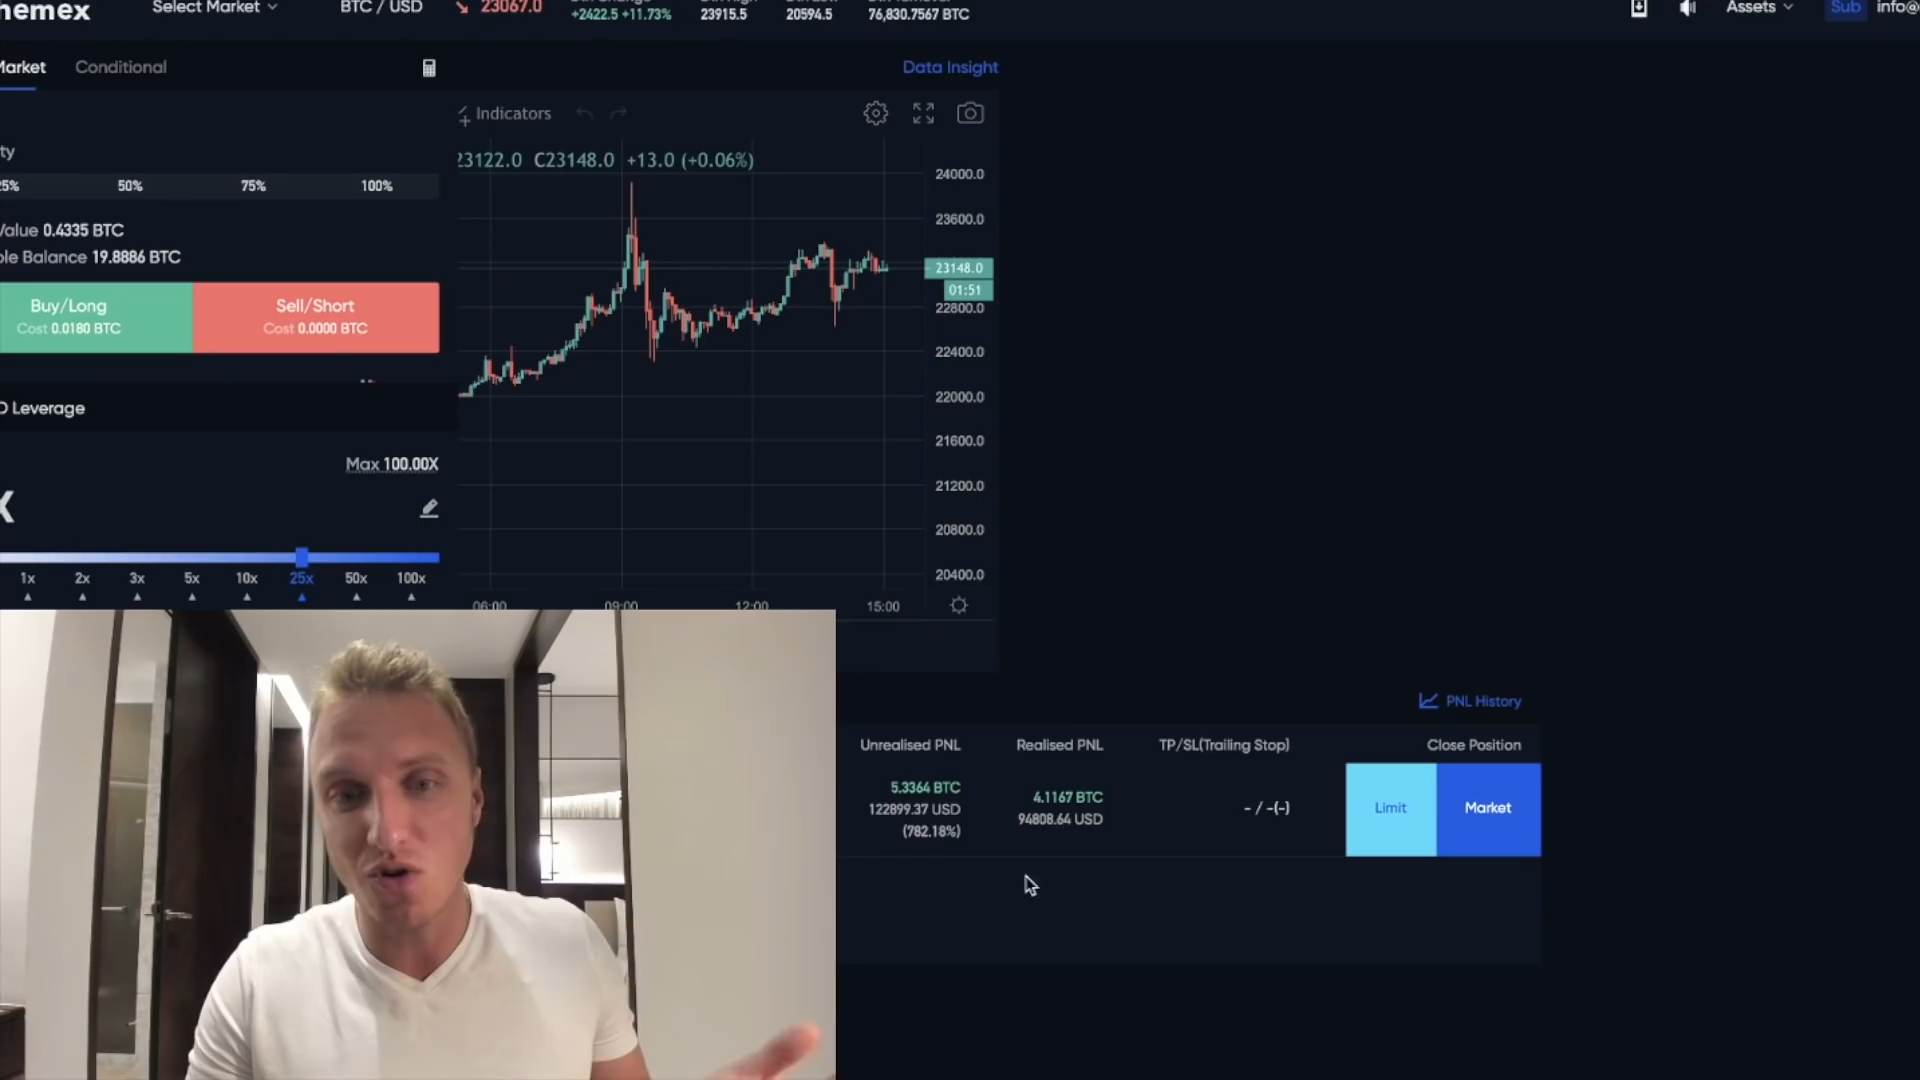 hemex
Select Market
BTC / USD
23067.0
+2422.5 +11.73%
23915.5
20594.5
76,830.7567 BTC
Assets
Sub
info@
Market
Conditional
Data Insight
Indicators
23122.0 C23148.0 +13.0 (+0.06%)
ty
25% 50% 75% 100%
Value 0.4335 BTC
ble Balance 19.8886 BTC
Buy/Long
Cost 0.0180 BTC
Sell/Short
Cost 0.0000 BTC
D Leverage
Max 100.00X
X
1x 2x 3x 5x 10x 25x 50x 100x
24000.0
23600.0
23148.0
01:51
22800.0
22400.0
22000.0
21600.0
21200.0
20800.0
20400.0
06:00 09:00 12:00 15:00
PNL History
Unrealised PNL
Realised PNL
TP/SL(Trailing Stop)
Close Position
5.3364 BTC
122899.37 USD
(782.18%)
4.1167 BTC
94808.64 USD
- / -(-)
Limit
Market